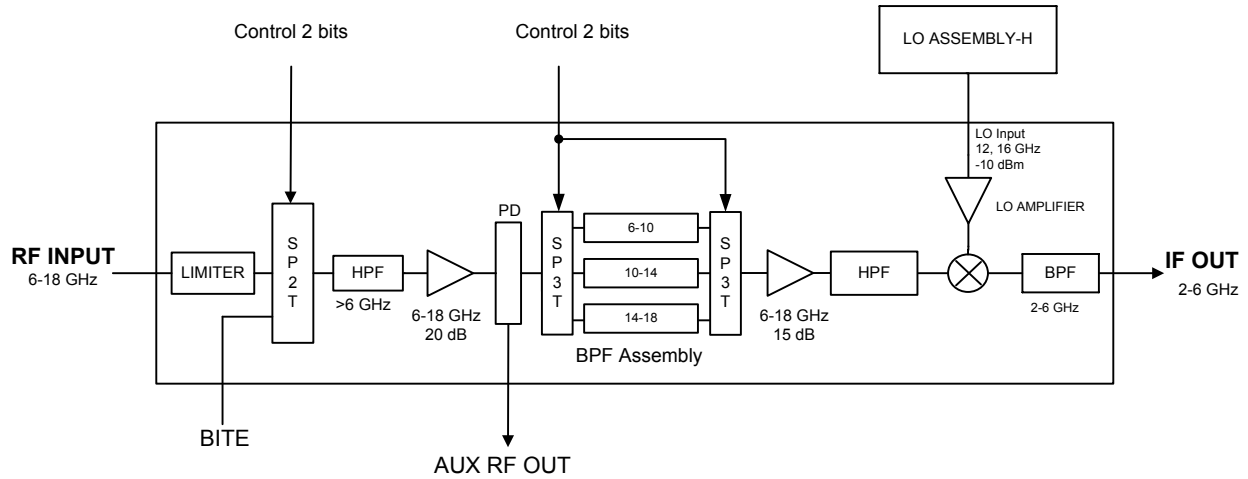 Control 2 bits
Control 2 bits
LO ASSEMBLY-H
LO Input
12, 16 GHz
-10 dBm
LO AMPLIFIER
RF INPUT
6-18 GHz
LIMITER
SP2T
HPF
>6 GHz
6-18 GHz
20 dB
PD
SP3T
6-10
10-14
14-18
BPF Assembly
SP3T
6-18 GHz
15 dB
HPF
BPF
2-6 GHz
IF OUT
2-6 GHz
BITE
AUX RF OUT